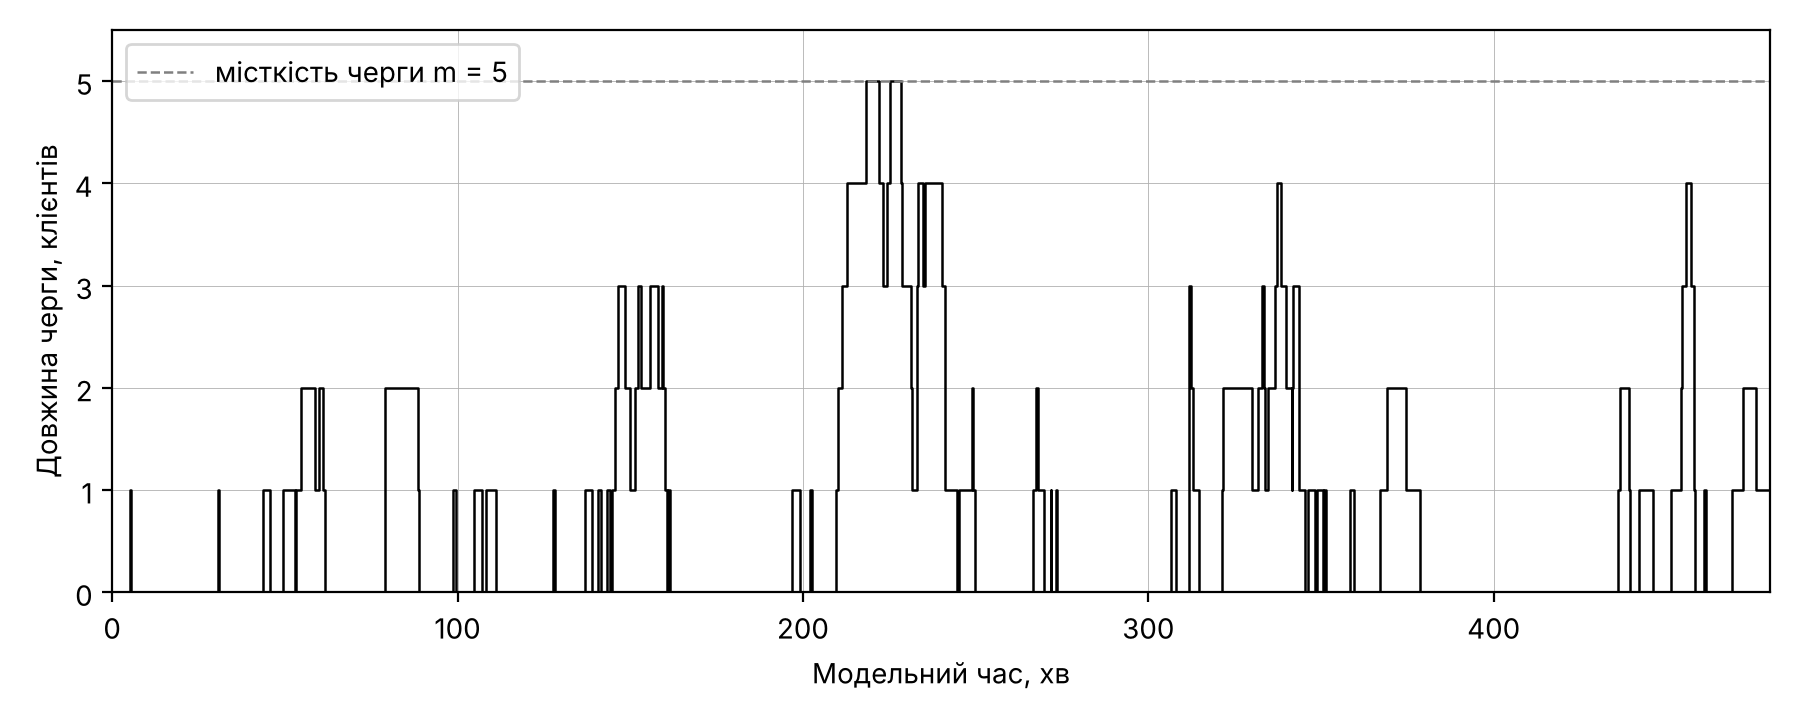 місткість черги m = 5
Довжина черги, клієнтів
5
4
3
2
1
0
0 100 200 300 400
Модельний час, хв